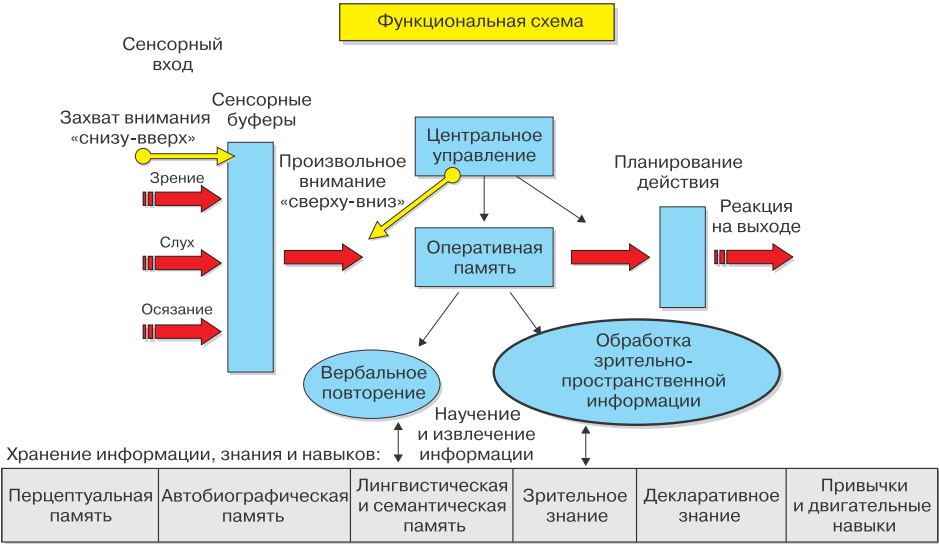 Функциональная схема
Сенсорный
вход
Захват внимания
«снизу-вверх»
Сенсорные
буферы
Зрение
Слух
Осязание
Произвольное
внимание
«сверху-вниз»
Центральное
управление
Оперативная
память
Планирование
действия
Реакция
на выходе
Вербальное
повторение
Обработка
зрительно-
пространственной
информации
Научение
и извлечение
информации
Хранение информации, знания и навыков:
Перцептуальная
память
Автобиографическая
память
Лингвистическая
и семантическая
память
Зрительное
знание
Декларативное
знание
Привычки
и двигательные
навыки